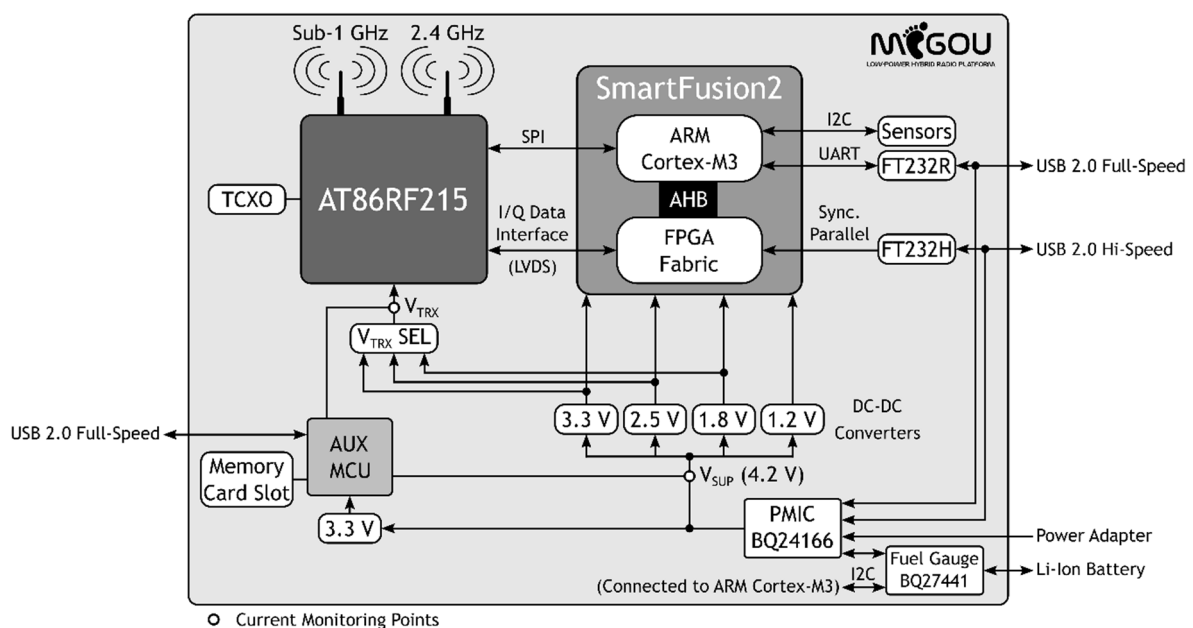 Sub-1 GHz
2.4 GHz
MIGOU
LOW-POWER HYBRID RADIO PLATFORM
SmartFusion2
AT86RF215
TCXO
SPI
I/Q Data
Interface
(LVDS)
ARM
Cortex-M3
AHB
FPGA
Fabric
I2C
Sensors
UART
FT232R
USB 2.0 Full-Speed
Sync.
Parallel
FT232H
USB 2.0 Hi-Speed
VTRX
VTRX SEL
3.3 V
2.5 V
1.8 V
1.2 V
DC-DC
Converters
USB 2.0 Full-Speed
AUX
MCU
Memory
Card Slot
3.3 V
VSUP (4.2 V)
PMIC
BQ24166
Power Adapter
Fuel Gauge
BQ27441
Li-Ion Battery
(Connected to ARM Cortex-M3)
I2C
Current Monitoring Points